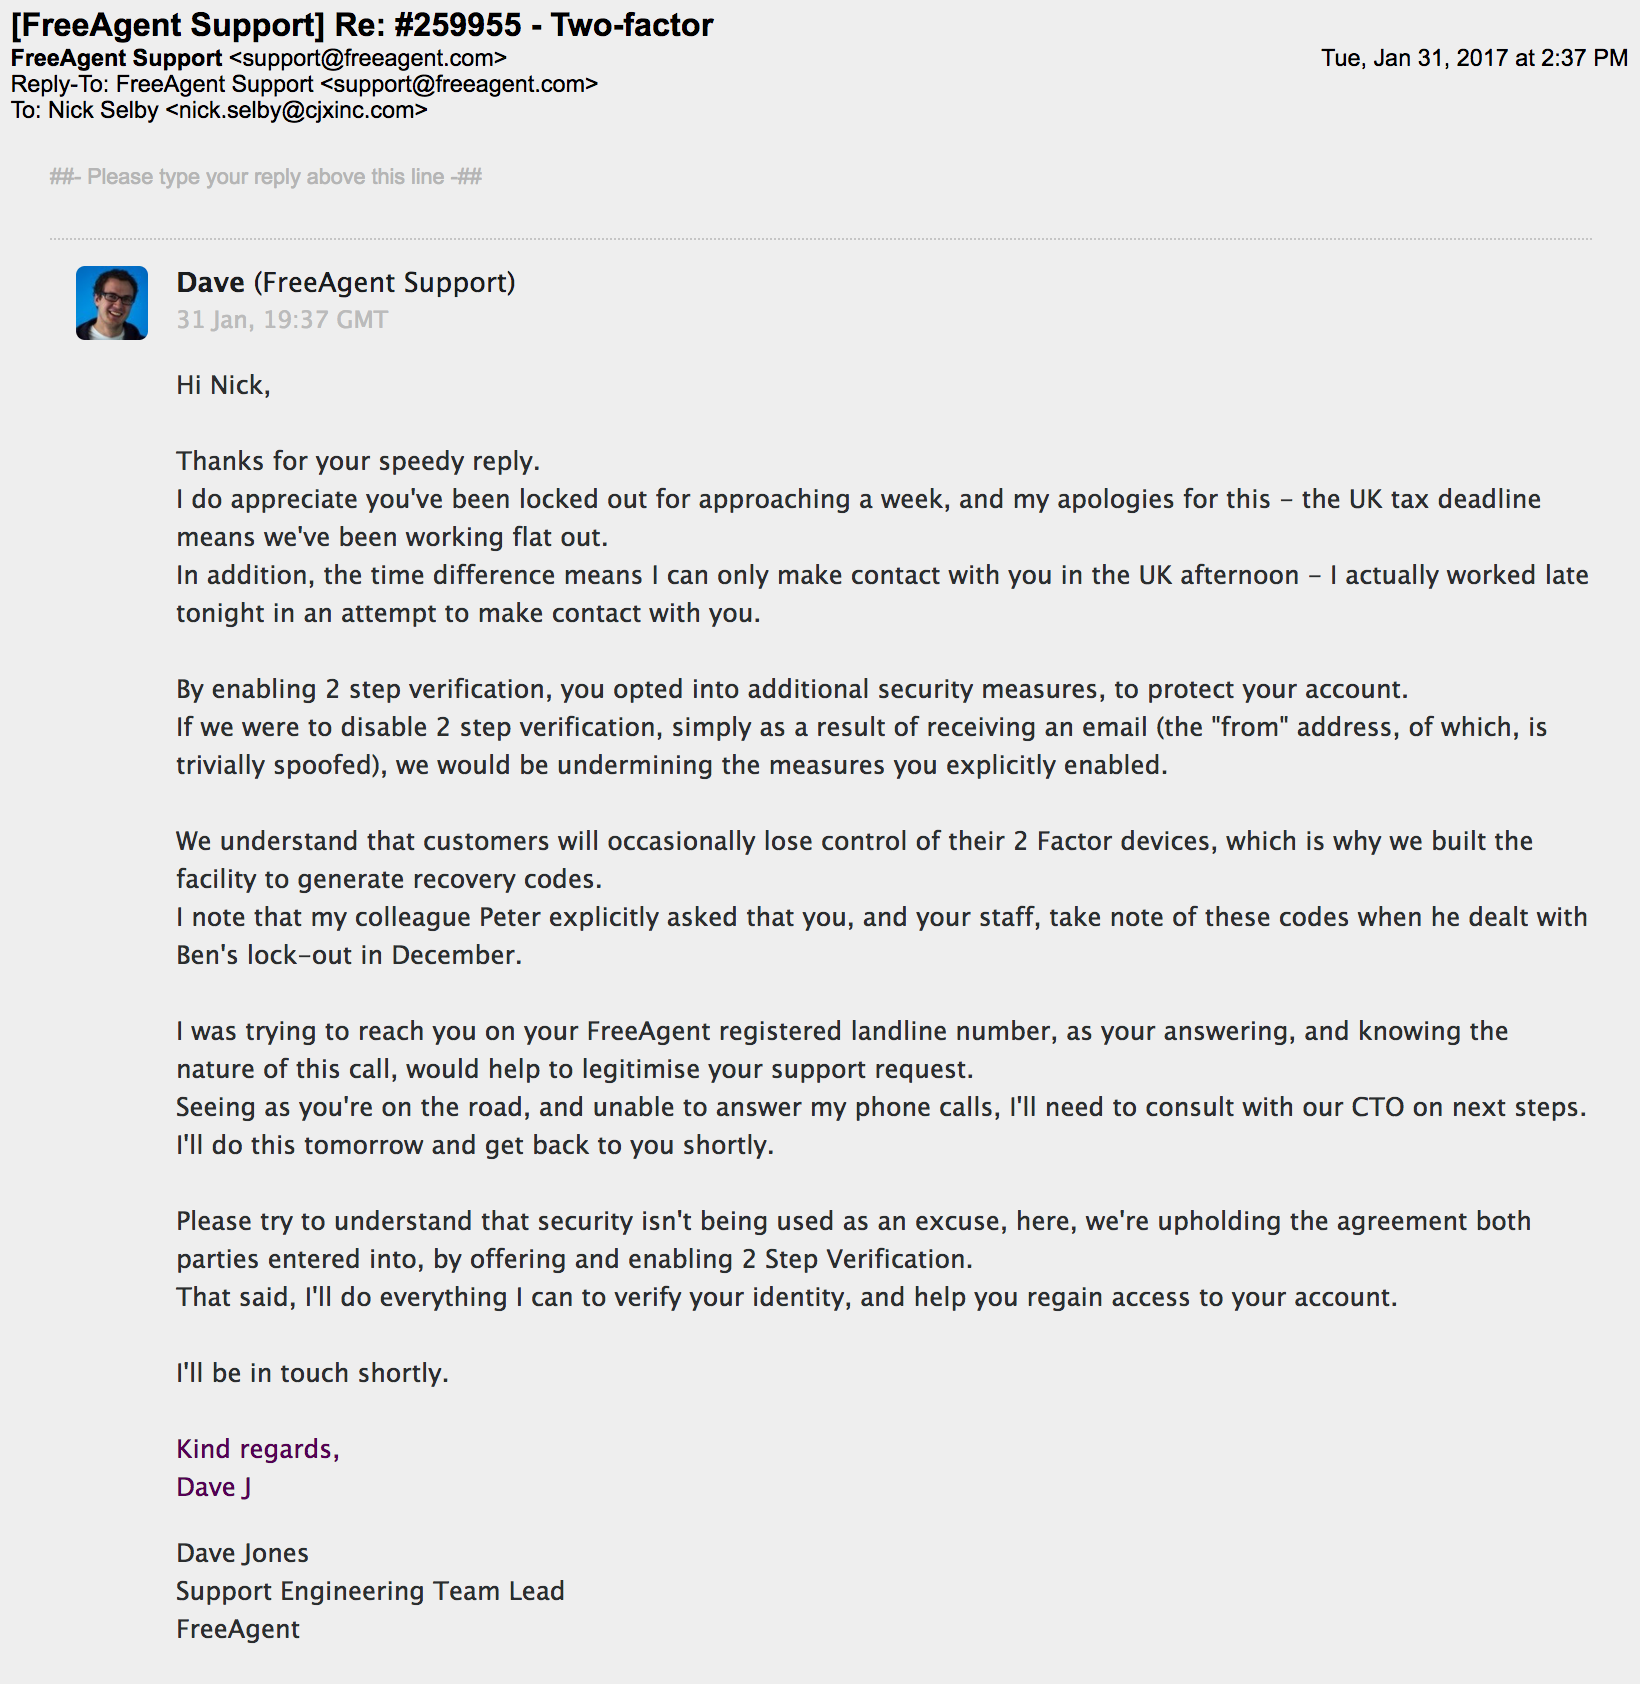 [FreeAgent Support] Re: #259955 - Two-factor
FreeAgent Support <support@freeagent.com>
Tue, Jan 31, 2017 at 2:37 PM
Reply-To: FreeAgent Support <support@freeagent.com>
To: Nick Selby <nick.selby@cjxinc.com>
##- Please type your reply above this line -##
Dave (FreeAgent Support)
31 Jan, 19:37 GMT
Hi Nick,
Thanks for your speedy reply.
I do appreciate you've been locked out for approaching a week, and my apologies for this – the UK tax deadline
means we've been working flat out.
In addition, the time difference means I can only make contact with you in the UK afternoon – I actually worked late
tonight in an attempt to make contact with you.
By enabling 2 step verification, you opted into additional security measures, to protect your account.
If we were to disable 2 step verification, simply as a result of receiving an email (the "from" address, of which, is
trivially spoofed), we would be undermining the measures you explicitly enabled.
We understand that customers will occasionally lose control of their 2 Factor devices, which is why we built the
facility to generate recovery codes.
I note that my colleague Peter explicitly asked that you, and your staff, take note of these codes when he dealt with
Ben's lock-out in December.
I was trying to reach you on your FreeAgent registered landline number, as your answering, and knowing the
nature of this call, would help to legitimise your support request.
Seeing as you're on the road, and unable to answer my phone calls, I'll need to consult with our CTO on next steps.
I'll do this tomorrow and get back to you shortly.
Please try to understand that security isn't being used as an excuse, here, we're upholding the agreement both
parties entered into, by offering and enabling 2 Step Verification.
That said, I'll do everything I can to verify your identity, and help you regain access to your account.
I'll be in touch shortly.
Kind regards,
Dave J
Dave Jones
Support Engineering Team Lead
FreeAgent